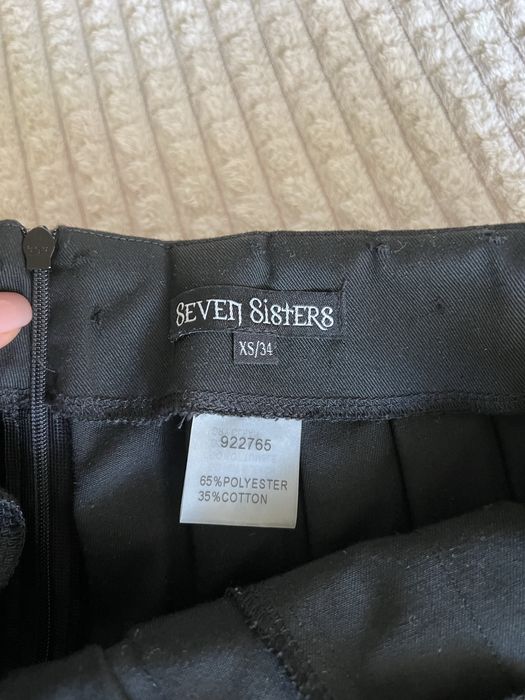 SEVEN SISTERS
XS/34
922765
65%POLYESTER
35%COTTON